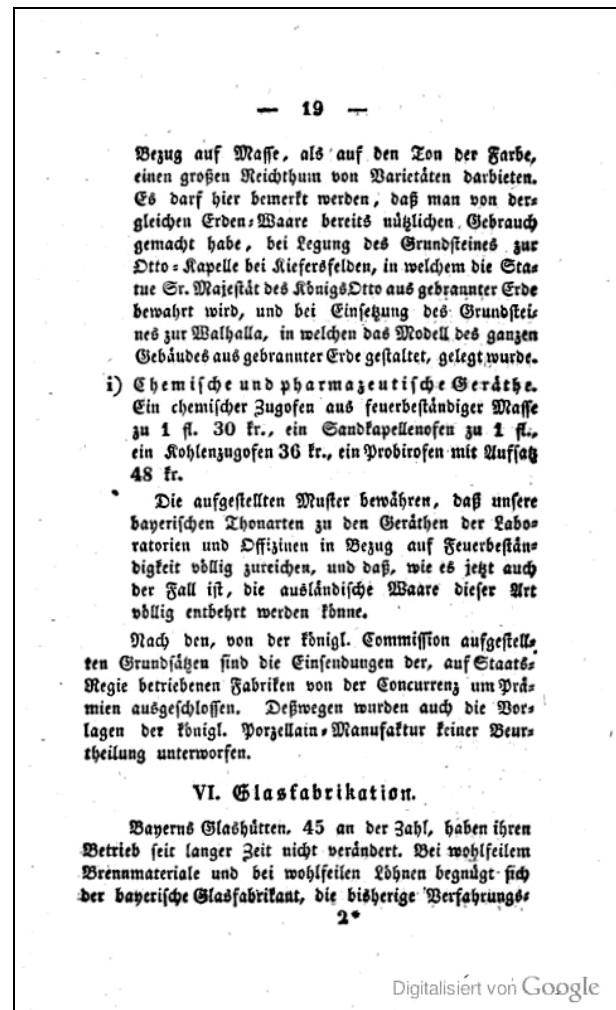 — 19 —
Bezug auf Masse, als auf den Ton der Farbe,
einen großen Reichthum von Varietäten darbieten.
Es darf hier bemerkt werden, daß man von der-
gleichen Erden-Waare bereits nützlichen Gebrauch
gemacht habe, bei Legung des Grundsteines zur
Otto-Kapelle bei Kiefersfelden, in welchem die Sta-
tue Sr. Majestät des Königs Otto aus gebrannter Erde
bewahrt wird, und bei Einsetzung des Grundstei-
nes zur Walhalla, in welchen das Modell des ganzen
Gebäudes aus gebrannter Erde gestaltet, gelegt wurde.
i) Chemische und pharmazeutische Geräthe.
Ein chemischer Zugofen aus feuerbeständiger Masse
zu 1 fl. 30 kr., ein Sandkapellenofen zu 1 fl.,
ein Kohlenzugofen 36 kr., ein Probirofen mit Aufsatz
48 kr.
Die aufgestellten Muster bewähren, daß unsere
bayerischen Thonarten zu den Geräthen der Labo-
ratorien und Offizinen in Bezug auf Feuerbestän-
digkeit völlig zureichen, und daß, wie es jetzt auch
der Fall ist, die ausländische Waare dieser Art
völlig entbehrt werden könne.
Nach den, von der königl. Commission aufgestell-
ten Grundsätzen sind die Einsendungen der, auf Staats-
Regie betriebenen Fabriken von der Concurrenz um Prä-
mien ausgeschlossen. Deßwegen wurden auch die Vor-
lagen der königl. Porzellain-Manufaktur keiner Beur-
theilung unterworfen.
VI. Glasfabrikation.
Bayerns Glashütten, 45 an der Zahl, haben ihren
Betrieb seit langer Zeit nicht verändert. Bei wohlfeilem
Brennmateriale und bei wohlfeilen Löhnen begnügt sich
der bayerische Glasfabrikant, die bisherige Verfahrungs-
2*
Digitalisiert von Google